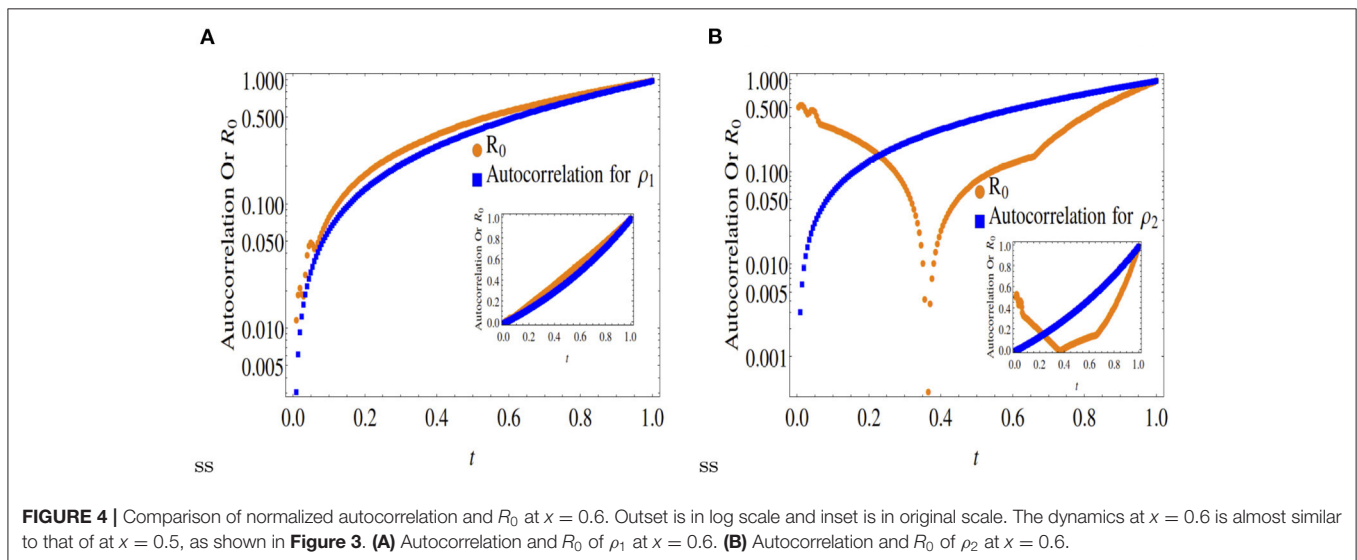 A
B
1.000
0.500
0.100
0.050
0.010
0.005
Autocorrelation Or R0
R0
Autocorrelation for ρ1
1.0
0.8
0.6
0.4
0.2
0.0
Autocorrelation Or R0
0.0 0.2 0.4 0.6 0.8 1.0
t
0.0 0.2 0.4 0.6 0.8 1.0
t
ss
1.000
0.500
0.100
0.050
0.010
0.005
0.001
Autocorrelation Or R0
R0
Autocorrelation for ρ2
1.0
0.8
0.6
0.4
0.2
0.0
Autocorrelation Or R0
0.0 0.2 0.4 0.6 0.8 1.0
t
0.0 0.2 0.4 0.6 0.8 1.0
t
ss
FIGURE 4 | Comparison of normalized autocorrelation and R0 at x = 0.6. Outset is in log scale and inset is in original scale. The dynamics at x = 0.6 is almost similar
to that of at x = 0.5, as shown in Figure 3. (A) Autocorrelation and R0 of ρ1 at x = 0.6. (B) Autocorrelation and R0 of ρ2 at x = 0.6.